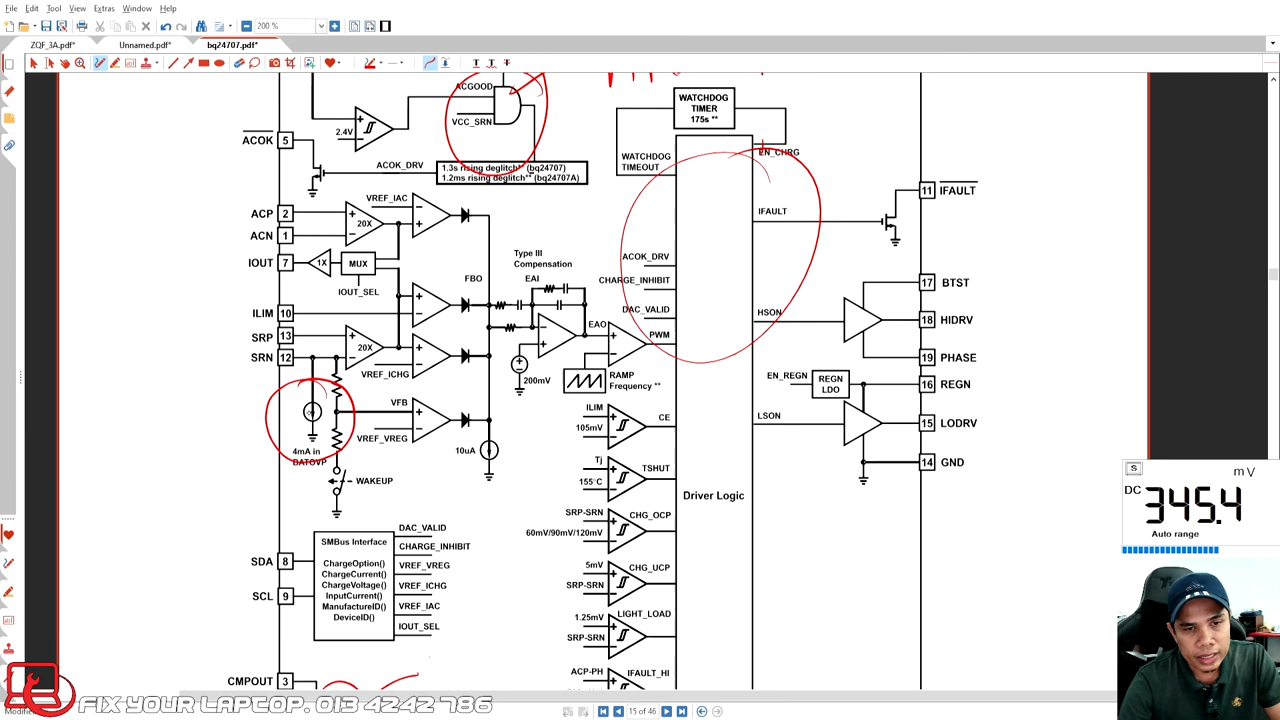 File Edit Tool View Extras Window Help
200 %
ZQF_3A.pdf*
Unnamed.pdf*
bq24707.pdf*
ACGOOD
VCC_SRN
2.4V
ACOK
5
ACOK_DRV
1.3s rising deglitch* (bq24707)
1.2ms rising deglitch** (bq24707A)
WATCHDOG
TIMER
175s **
WATCHDOG
TIMEOUT
EN_CHRG
11
IFAULT
IFAULT
VREF_IAC
ACP
2
20X
ACN
1
IOUT
7
1X
MUX
IOUT_SEL
FBO
Type III
Compensation
EAI
ACOK_DRV
CHARGE_INHIBIT
DAC_VALID
17
BTST
HSON
18
HIDRV
ILIM
10
SRP
13
SRN
12
20X
VREF_ICHG
EAO
PWM
200mV
RAMP
Frequency **
19
PHASE
EN_REGN
REGN
LDO
16
REGN
LSON
15
LODRV
14
GND
VFB
VREF_VREG
4mA in
BATOVP
WAKEUP
10uA
ILIM
105mV
CE
Tj
155°C
TSHUT
Driver Logic
SRP-SRN
60mV/90mV/120mV
CHG_OCP
5mV
SRP-SRN
CHG_UCP
1.25mV
SRP-SRN
LIGHT_LOAD
ACP-PH
IFAULT_HI
SDA
8
SCL
9
SMBus Interface
ChargeOption()
ChargeCurrent()
ChargeVoltage()
InputCurrent()
ManufactureID()
DeviceID()
DAC_VALID
CHARGE_INHIBIT
VREF_VREG
VREF_ICHG
VREF_IAC
IOUT_SEL
CMPOUT
3
S
mV
DC
345.4
Auto range
FIX YOUR LAPTOP. 013 4242 786
15 of 46